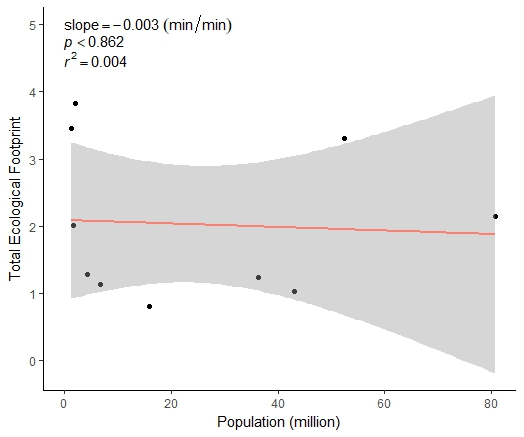 slope = −0.003 (min/min)
p < 0.862
r² = 0.004
5
4
3
2
1
0
Total Ecological Footprint
0 20 40 60 80
Population (million)